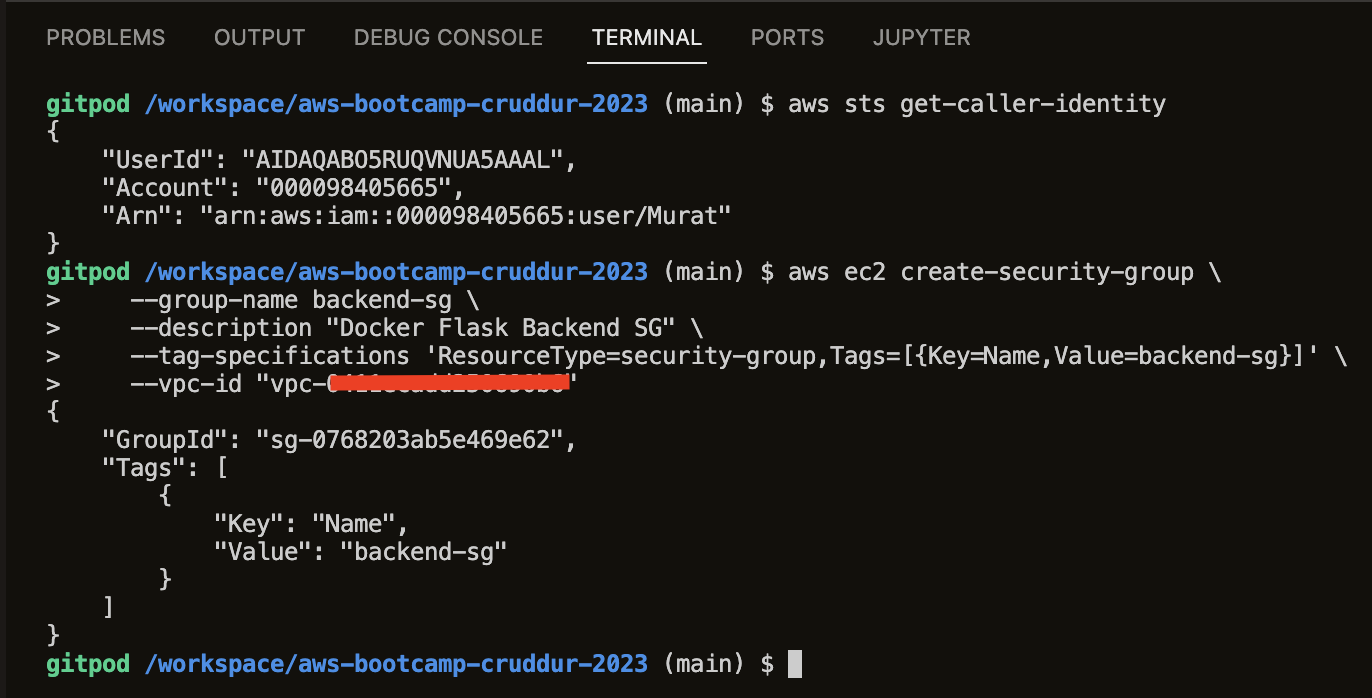 PROBLEMS OUTPUT DEBUG CONSOLE TERMINAL PORTS JUPYTER
gitpod /workspace/aws-bootcamp-cruddur-2023 (main) $ aws sts get-caller-identity
{
    "UserId": "AIDAQABO5RUQVNUA5AAAL",
    "Account": "000098405665",
    "Arn": "arn:aws:iam::000098405665:user/Murat"
}
gitpod /workspace/aws-bootcamp-cruddur-2023 (main) $ aws ec2 create-security-group \
>     --group-name backend-sg \
>     --description "Docker Flask Backend SG" \
>     --tag-specifications 'ResourceType=security-group,Tags=[{Key=Name,Value=backend-sg}]' \
>     --vpc-id "vpc-"
{
    "GroupId": "sg-0768203ab5e469e62",
    "Tags": [
        {
            "Key": "Name",
            "Value": "backend-sg"
        }
    ]
}
gitpod /workspace/aws-bootcamp-cruddur-2023 (main) $